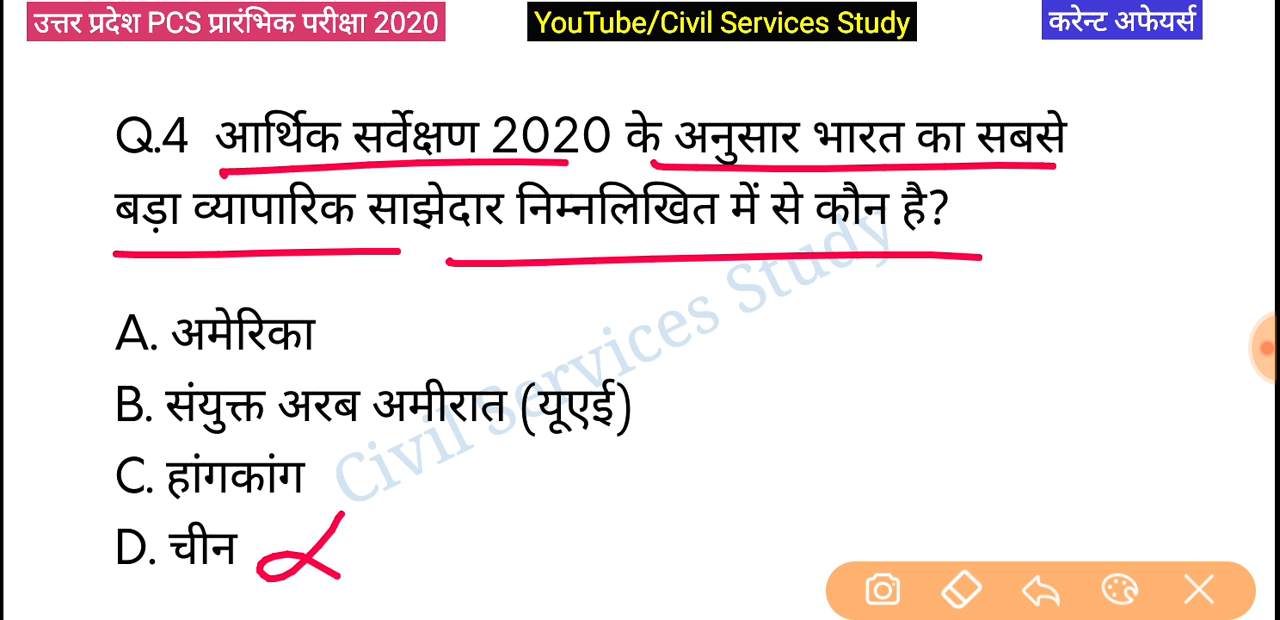 उत्तर प्रदेश PCS प्रारंभिक परीक्षा 2020
YouTube/Civil Services Study
करेन्ट अफेयर्स
Q.4 आर्थिक सर्वेक्षण 2020 के अनुसार भारत का सबसे
बड़ा व्यापारिक साझेदार निम्नलिखित में से कौन है?
A. अमेरिका
B. संयुक्त अरब अमीरात (यूएई)
C. हांगकांग
D. चीन
Civil Services Study